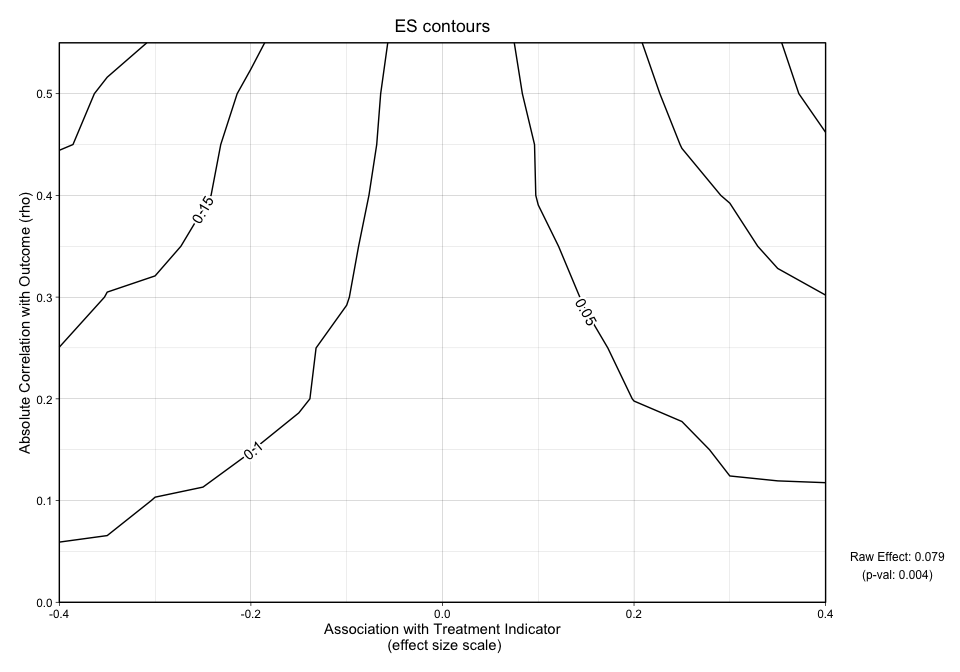 ES contours
Absolute Correlation with Outcome (rho)
0.5
0.4
0.3
0.2
0.1
0.0
0.15
0.1
0.05
-0.4
-0.2
0.0
0.2
0.4
Association with Treatment Indicator
(effect size scale)
Raw Effect: 0.079
(p-val: 0.004)